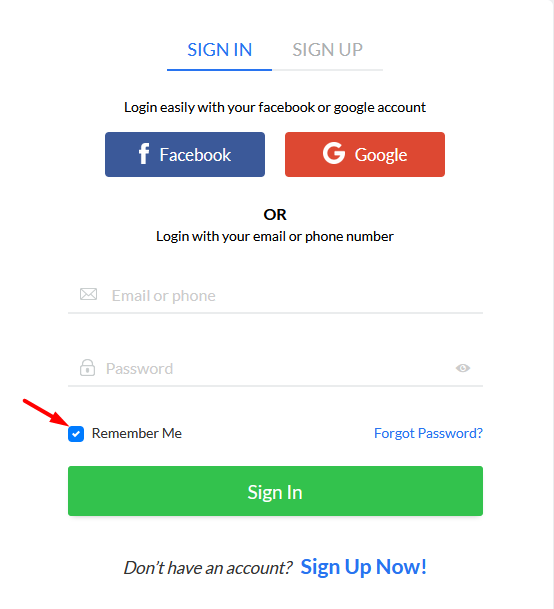 SIGN IN SIGN UP
Login easily with your facebook or google account
Facebook Google
OR
Login with your email or phone number
Email or phone
Password
Remember Me Forgot Password?
Sign In
Don't have an account? Sign Up Now!